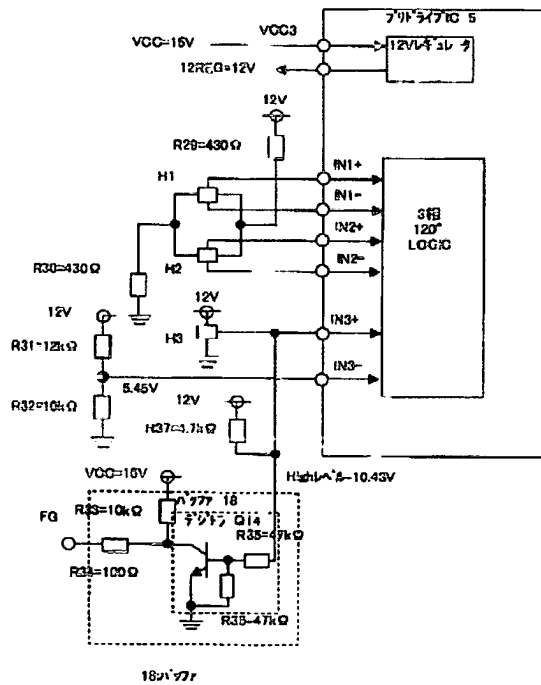 プリドライブIC 5
VCC=15V
VCC3
12Vレギュレータ
12REG=12V
12V
R29=430Ω
H1
IN1+
IN1-
3相
120°
LOGIC
IN2+
H2
IN2-
R30=430Ω
12V
12V
IN3+
R31=12kΩ
H3
5.45V
IN3-
R32=10kΩ
12V
R37=4.7kΩ
Highレベル=10.43V
VCC=15V
R33=10kΩ
バッファ 18
デジトラ Q14
FG
R35=47kΩ
R34=100Ω
R36=47kΩ
18:バッファ